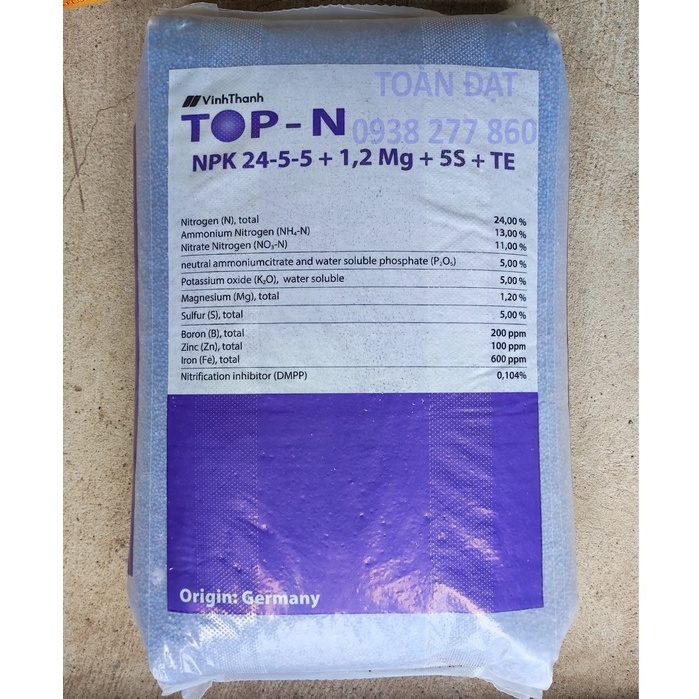 TOÀN ĐẠT
0938 277 860
VinhThanh
TOP-N
NPK 24-5-5 + 1,2 Mg + 5S + TE
Nitrogen (N), total 24,00 %
Ammonium Nitrogen (NH₄-N) 13,00 %
Nitrate Nitrogen (NO₃-N) 11,00 %
neutral ammoniumcitrate and water soluble phosphate (P₂O₅) 5,00 %
Potassium oxide (K₂O), water soluble 5,00 %
Magnesium (Mg), total 1,20 %
Sulfur (S), total 5,00 %
Boron (B), total 200 ppm
Zinc (Zn), total 100 ppm
Iron (Fe), total 600 ppm
Nitrification inhibitor (DMPP) 0,104%
Origin: Germany